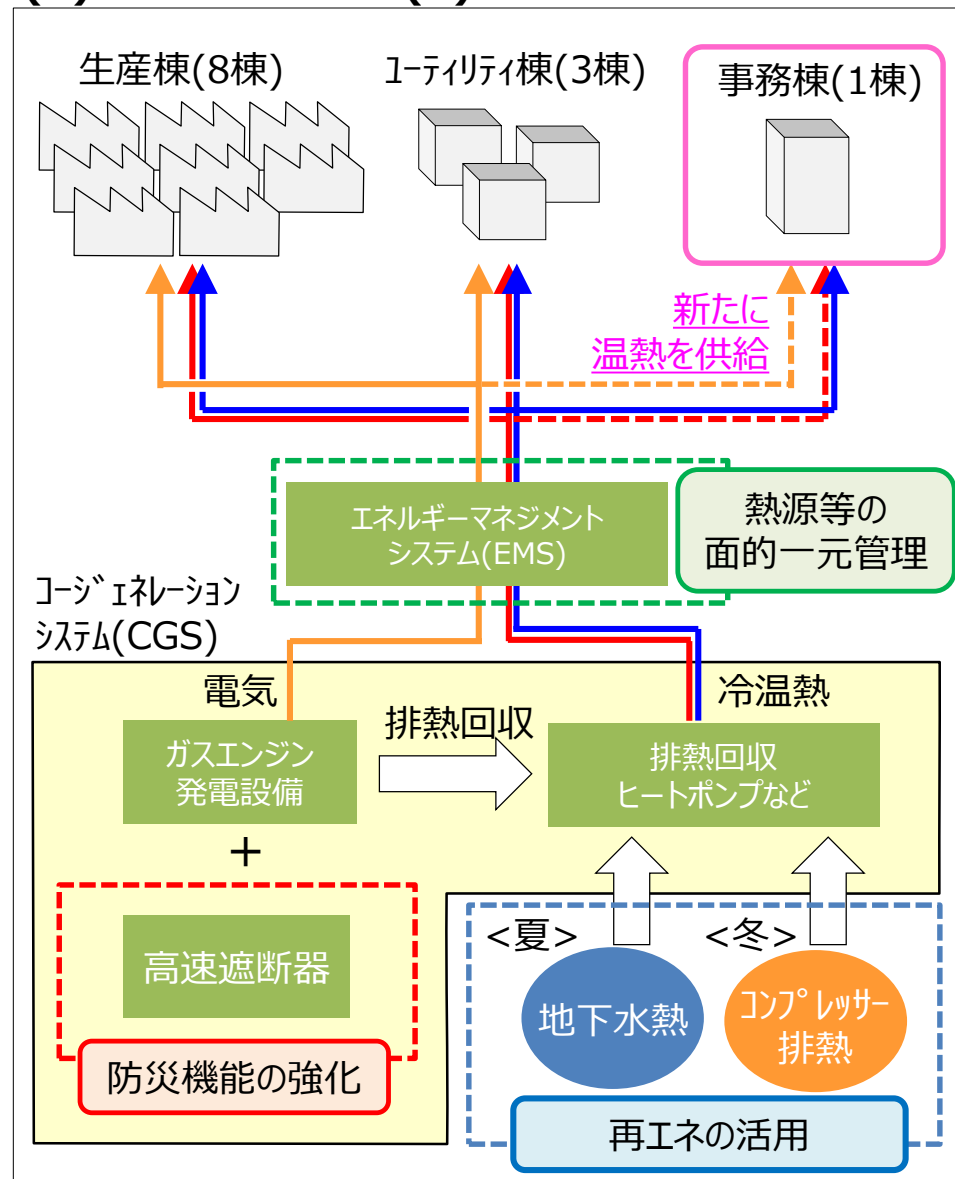 生産棟(8棟)
ﾕｰﾃｨﾘﾃｨ棟(3棟)
事務棟(1棟)
新たに
温熱を供給
エネルギーマネジメント
システム(EMS)
熱源等の
面的一元管理
ｺｰｼﾞｪﾈﾚｰｼｮﾝ
ｼｽﾃﾑ(CGS)
電気
冷温熱
排熱回収
ガスエンジン
発電設備
排熱回収
ヒートポンプなど
＋
高速遮断器
防災機能の強化
<夏>
<冬>
地下水熱
ｺﾝﾌﾟﾚｯｻｰ
排熱
再エネの活用